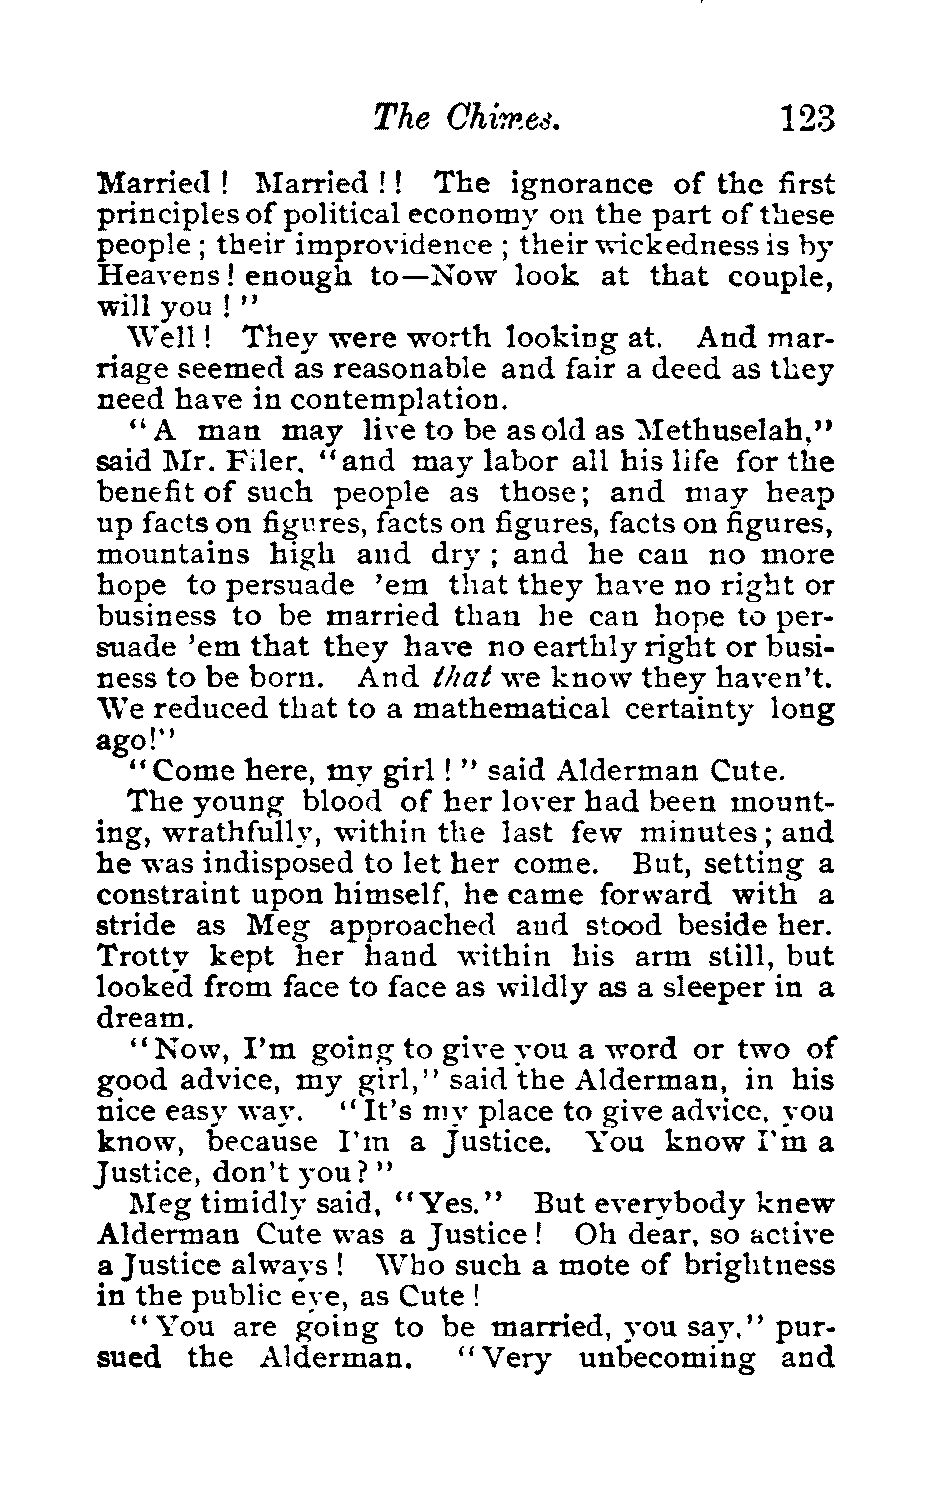 The Chimes. 123
Married! Married!! The ignorance of the first
principles of political economy on the part of these
people; their improvidence; their wickedness is by
Heavens! enough to—Now look at that couple,
will you!"
Well! They were worth looking at. And mar-
riage seemed as reasonable and fair a deed as they
need have in contemplation.
"A man may live to be as old as Methuselah,"
said Mr. Filer, "and may labor all his life for the
benefit of such people as those; and may heap
up facts on figures, facts on figures, facts on figures,
mountains high and dry; and he can no more
hope to persuade 'em that they have no right or
business to be married than he can hope to per-
suade 'em that they have no earthly right or busi-
ness to be born. And that we know they haven't.
We reduced that to a mathematical certainty long
ago!"
"Come here, my girl!" said Alderman Cute.
The young blood of her lover had been mount-
ing, wrathfully, within the last few minutes; and
he was indisposed to let her come. But, setting a
constraint upon himself, he came forward with a
stride as Meg approached and stood beside her.
Trotty kept her hand within his arm still, but
looked from face to face as wildly as a sleeper in a
dream.
"Now, I'm going to give you a word or two of
good advice, my girl," said the Alderman, in his
nice easy way. "It's my place to give advice, you
know, because I'm a Justice. You know I'm a
Justice, don't you?"
Meg timidly said, "Yes." But everybody knew
Alderman Cute was a Justice! Oh dear, so active
a Justice always! Who such a mote of brightness
in the public eye, as Cute!
"You are going to be married, you say," pur-
sued the Alderman. "Very unbecoming and